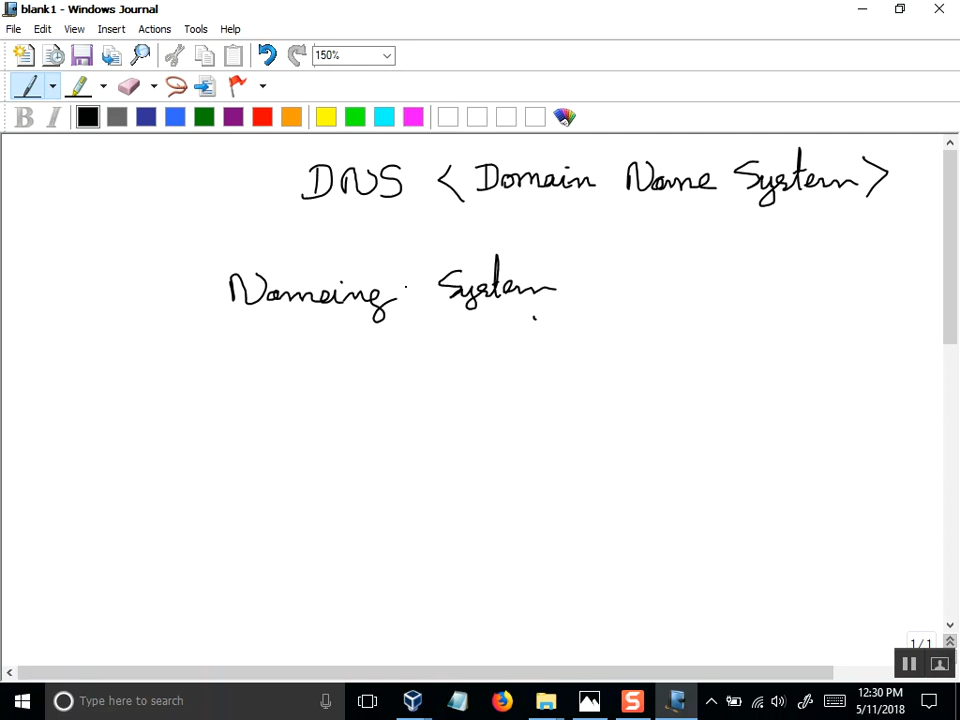 blank1 - Windows Journal
File Edit View Insert Actions Tools Help
150%
B I
DNS <Domain Name System>
Nameing System
1/1
Type here to search
S
12:30 PM
5/11/2018